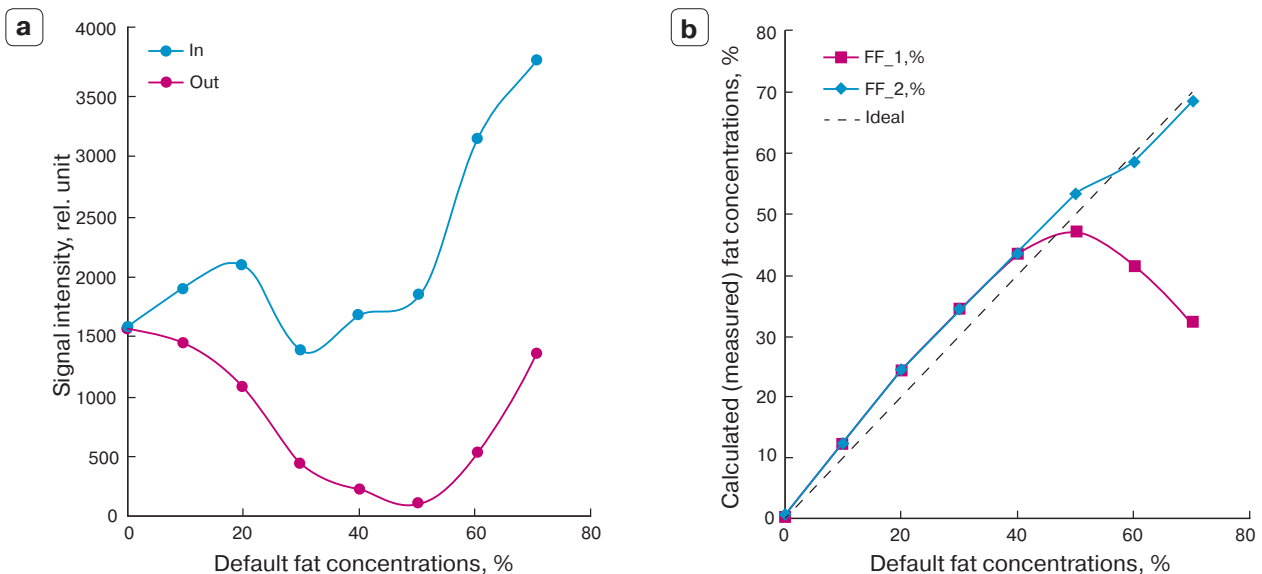 a
4000
3500
3000
2500
2000
1500
1000
500
0
Signal intensity, rel. unit
In
Out
0
20
40
60
80
Default fat concentrations, %
b
80
70
60
50
40
30
20
10
0
Calculated (measured) fat concentrations, %
FF_1,%
FF_2,%
Ideal
0
20
40
60
80
Default fat concentrations, %